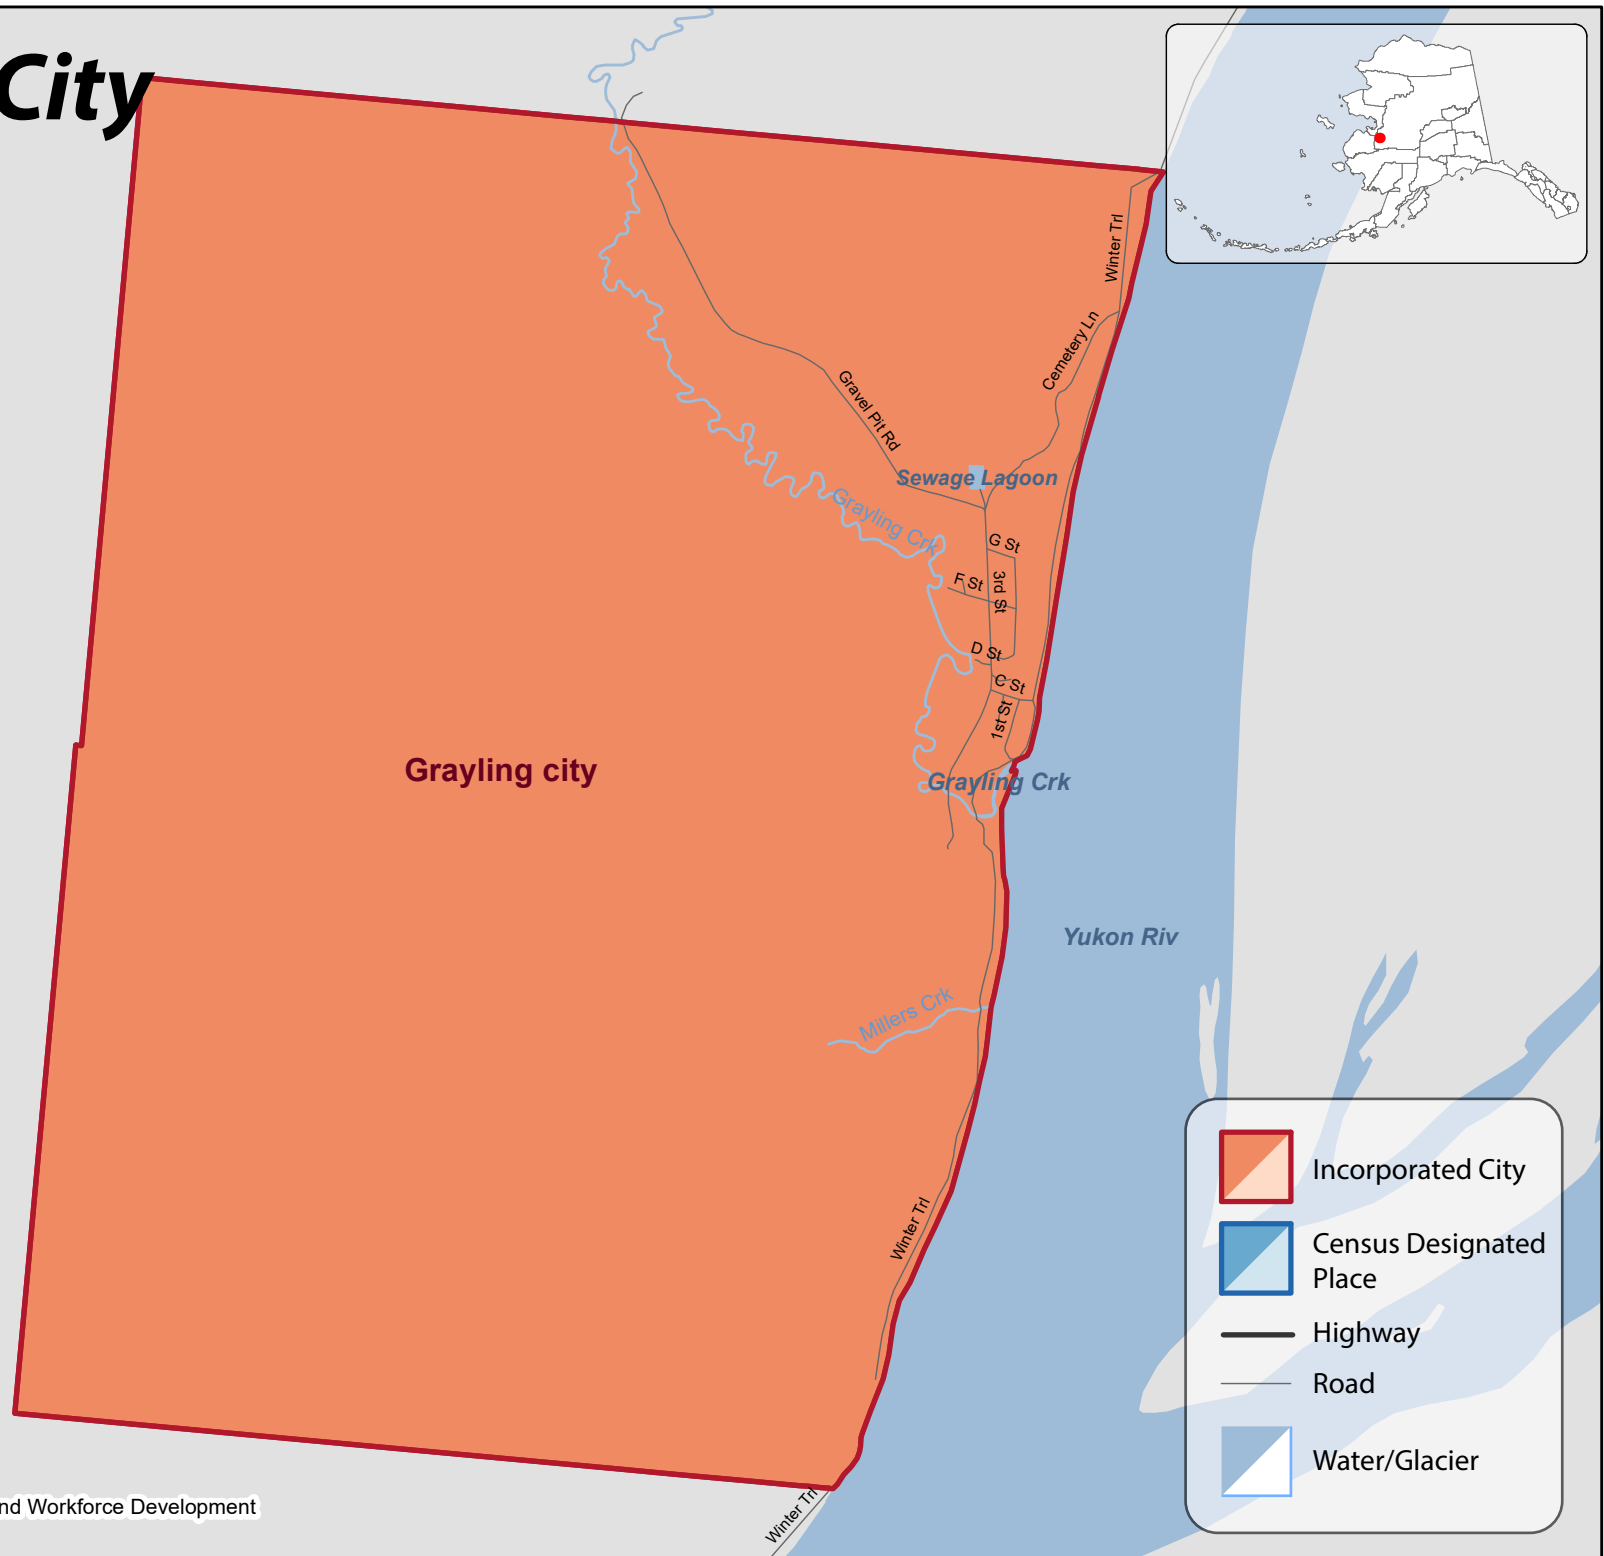 City
Winter Trl
Cemetery Ln
Gravel Pit Rd
Sewage Lagoon
Grayling Crk
G St
F St
3rd St
D St
C St
1st St
Grayling city
Grayling Crk
Yukon Riv
Millers Crk
Winter Trl
Incorporated City
Census Designated
Place
Highway
Road
Water/Glacier
nd Workforce Development
Winter Trl